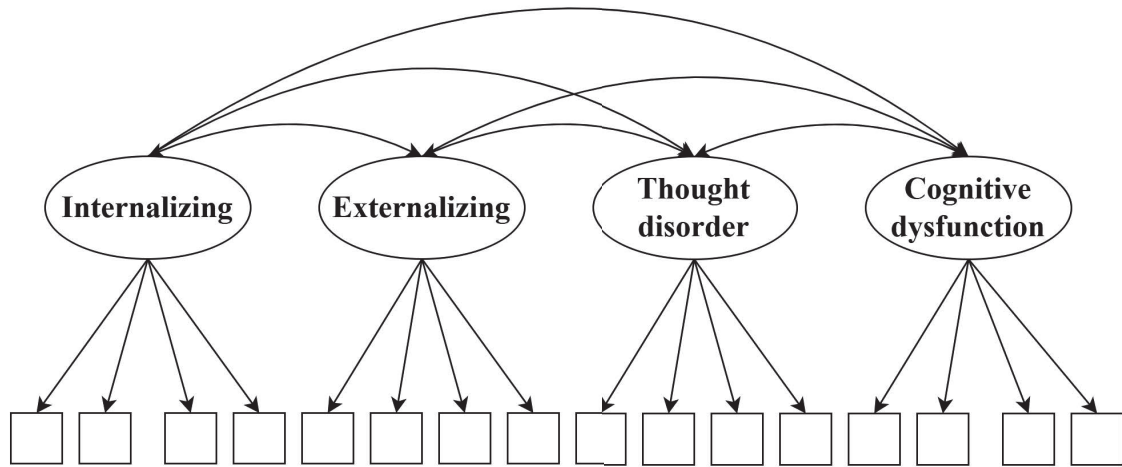 Internalizing
Externalizing
Thought
disorder
Cognitive
dysfunction